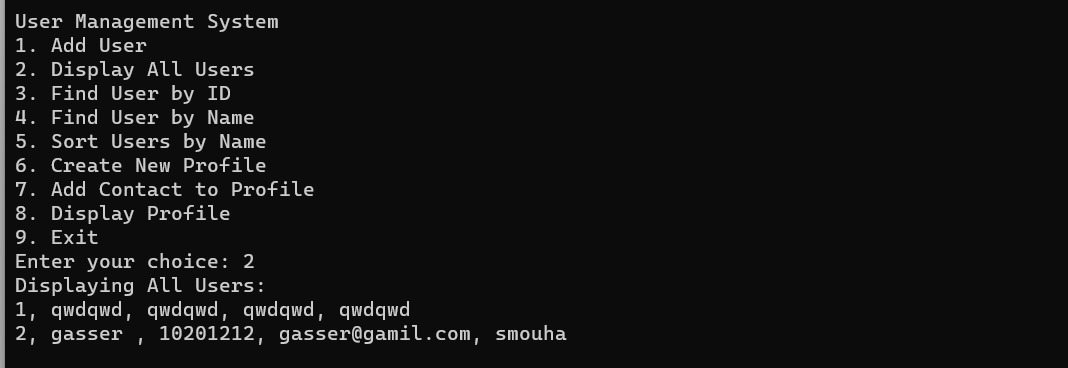 User Management System
1. Add User
2. Display All Users
3. Find User by ID
4. Find User by Name
5. Sort Users by Name
6. Create New Profile
7. Add Contact to Profile
8. Display Profile
9. Exit
Enter your choice: 2
Displaying All Users:
1, qwdqwd, qwdqwd, qwdqwd, qwdqwd
2, gasser , 10201212, gasser@gamil.com, smouha